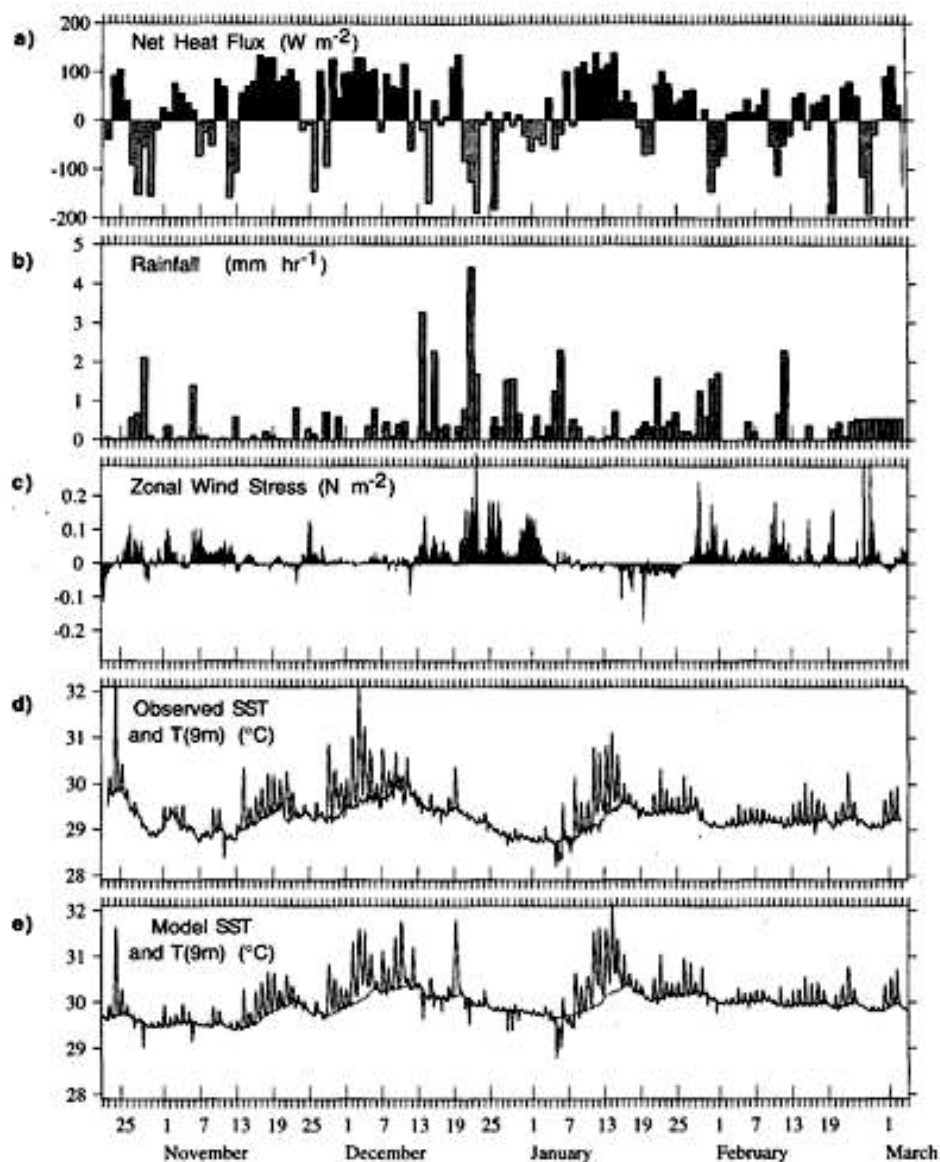 a)
Net Heat Flux (W m⁻²)
200
100
0
-100
-200
b)
Rainfall (mm hr⁻¹)
5
4
3
2
1
0
c)
Zonal Wind Stress (N m⁻²)
0.2
0.1
0
-0.1
-0.2
d)
Observed SST
and T(9m) (°C)
32
31
30
29
28
e)
Model SST
and T(9m) (°C)
32
31
30
29
28
25 1 7 13 19 25 1 7 13 19 25 1 7 13 19 25 1 7 13 19 1
November December January February March